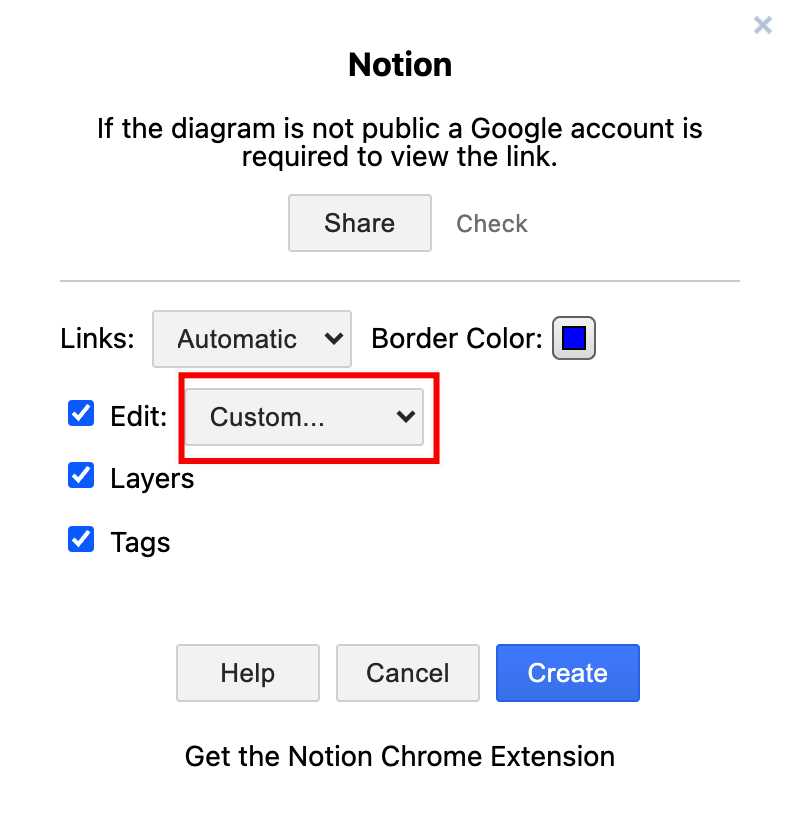 Notion
If the diagram is not public a Google account is
required to view the link.
Share Check
Links: Automatic Border Color:
Edit: Custom...
Layers
Tags
Help Cancel Create
Get the Notion Chrome Extension